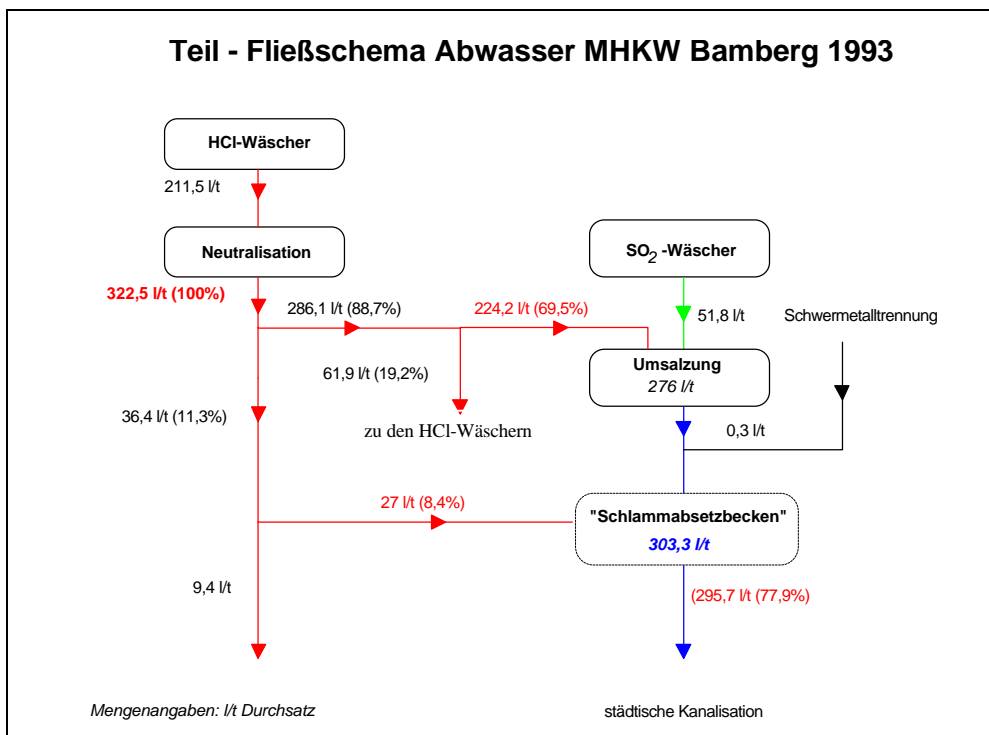 Teil - Fließschema Abwasser MHKW Bamberg 1993
HCl-Wäscher
211,5 l/t
Neutralisation
SO2 -Wäscher
322,5 l/t (100%)
286,1 l/t (88,7%)
224,2 l/t (69,5%)
51,8 l/t
Schwermetalltrennung
Umsalzung
276 l/t
61,9 l/t (19,2%)
36,4 l/t (11,3%)
zu den HCl-Wäschern
0,3 l/t
27 l/t (8,4%)
"Schlammabsetzbecken"
303,3 l/t
9,4 l/t
(295,7 l/t (77,9%)
Mengenangaben: l/t Durchsatz
städtische Kanalisation